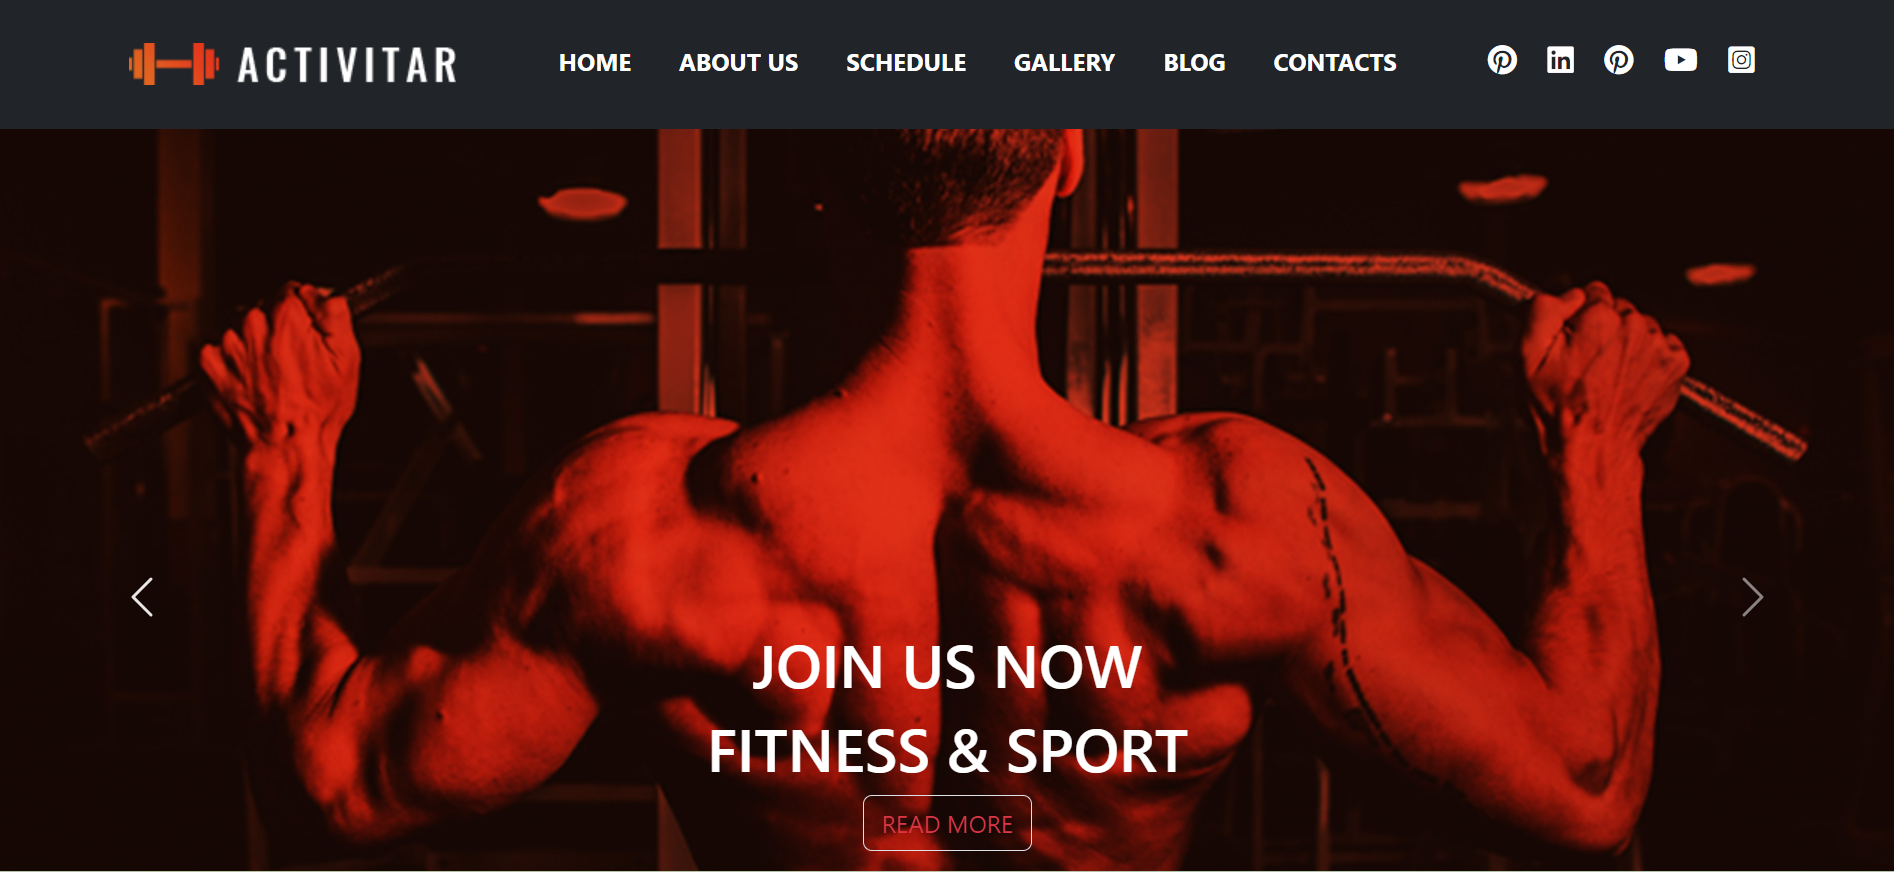 ACTIVITAR
HOME ABOUT US SCHEDULE GALLERY BLOG CONTACTS
JOIN US NOW
FITNESS & SPORT
READ MORE